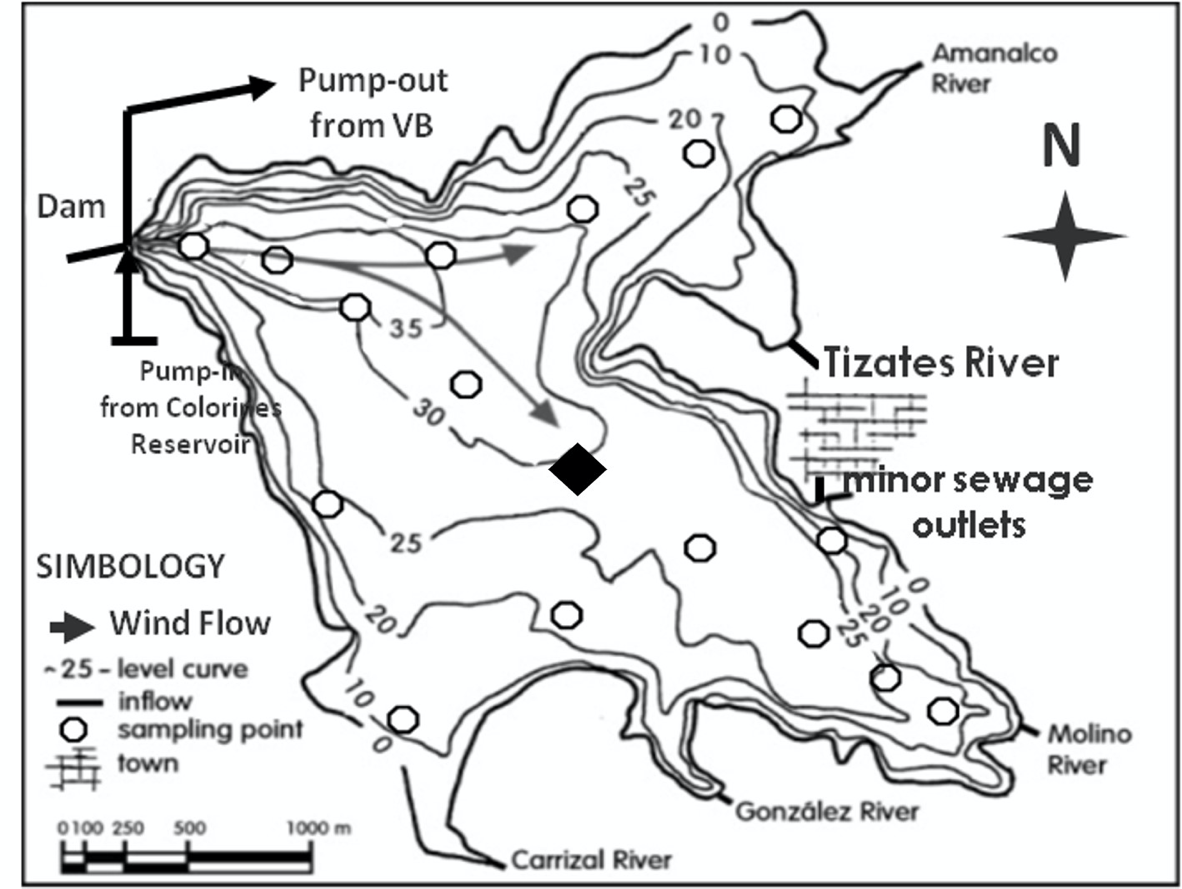 0
10
Amanalco
River
Pump-out
from VB
20
N
25
Dam
35
Pump-in
from Colorines
Reservoir
Tizates River
30
minor sewage
outlets
25
SIMBOLOGY
0
10
20
25
20
Wind Flow
~25- level curve
inflow
10
sampling point
0
town
Molino
River
González River
0 100 250 500 1000 m
Carrizal River